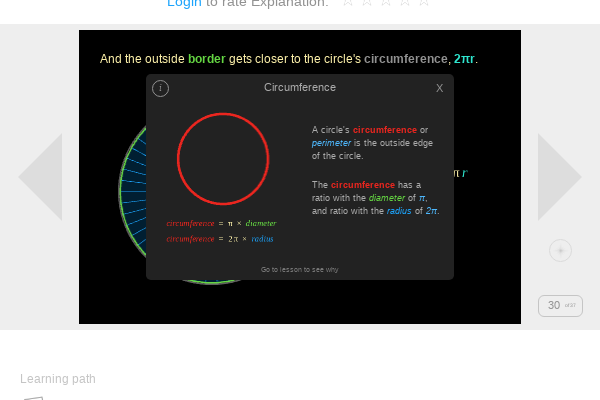 Login to rate Explanation:
And the outside border gets closer to the circle's circumference, 2πr.
i
Circumference
X
A circle's circumference or
perimeter is the outside edge
of the circle.
The circumference has a
ratio with the diameter of π,
and ratio with the radius of 2π.
π r
circumference = π × diameter
circumference = 2π × radius
Go to lesson to see why
30 of 37
Learning path